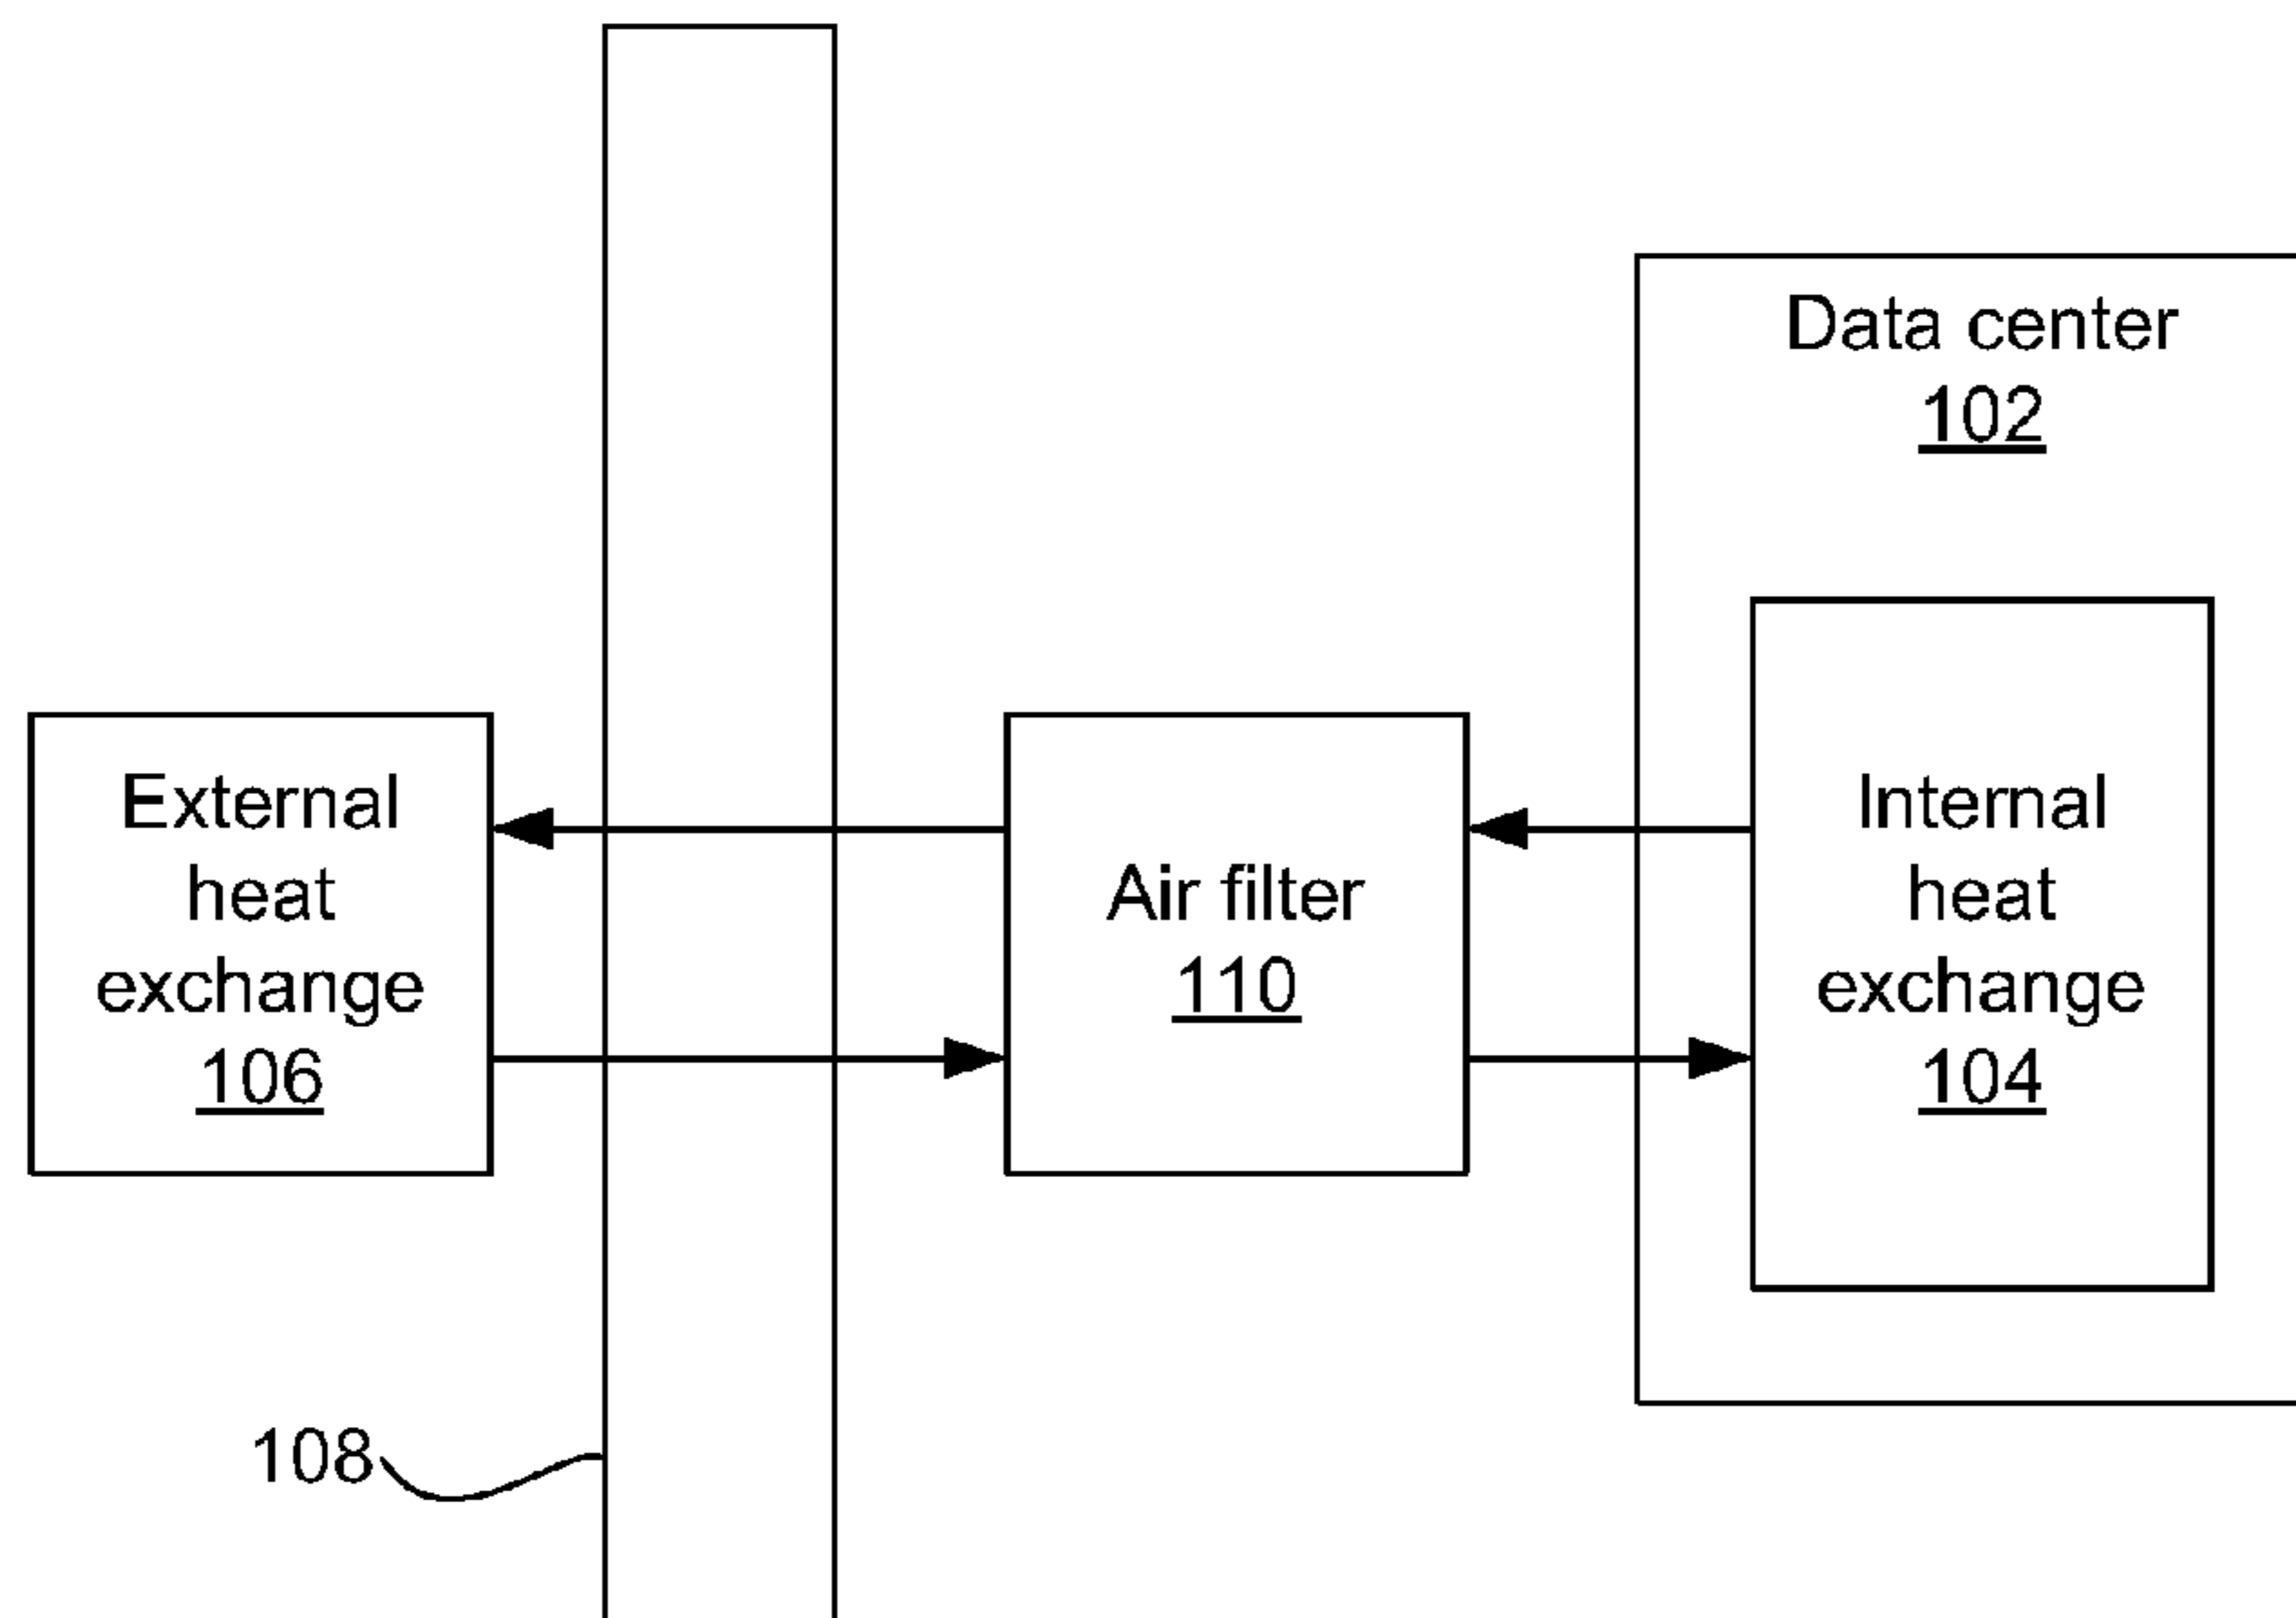 Data center
102
External
heat
exchange
106
Air filter
110
Internal
heat
exchange
104
108